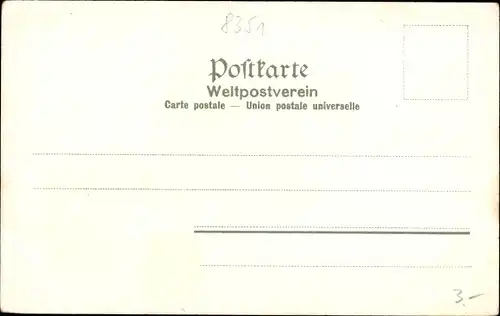 8351
Postkarte
Weltpostverein
Carte postale — Union postale universelle
3.-